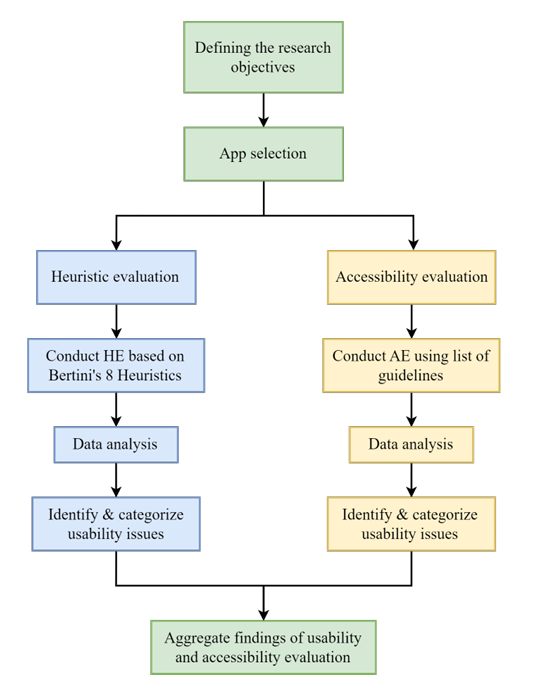 Defining the research
objectives
App selection
Heuristic evaluation
Accessibility evaluation
Conduct HE based on
Bertini's 8 Heuristics
Conduct AE using list of
guidelines
Data analysis
Data analysis
Identify & categorize
usability issues
Identify & categorize
usability issues
Aggregate findings of usability
and accessibility evaluation